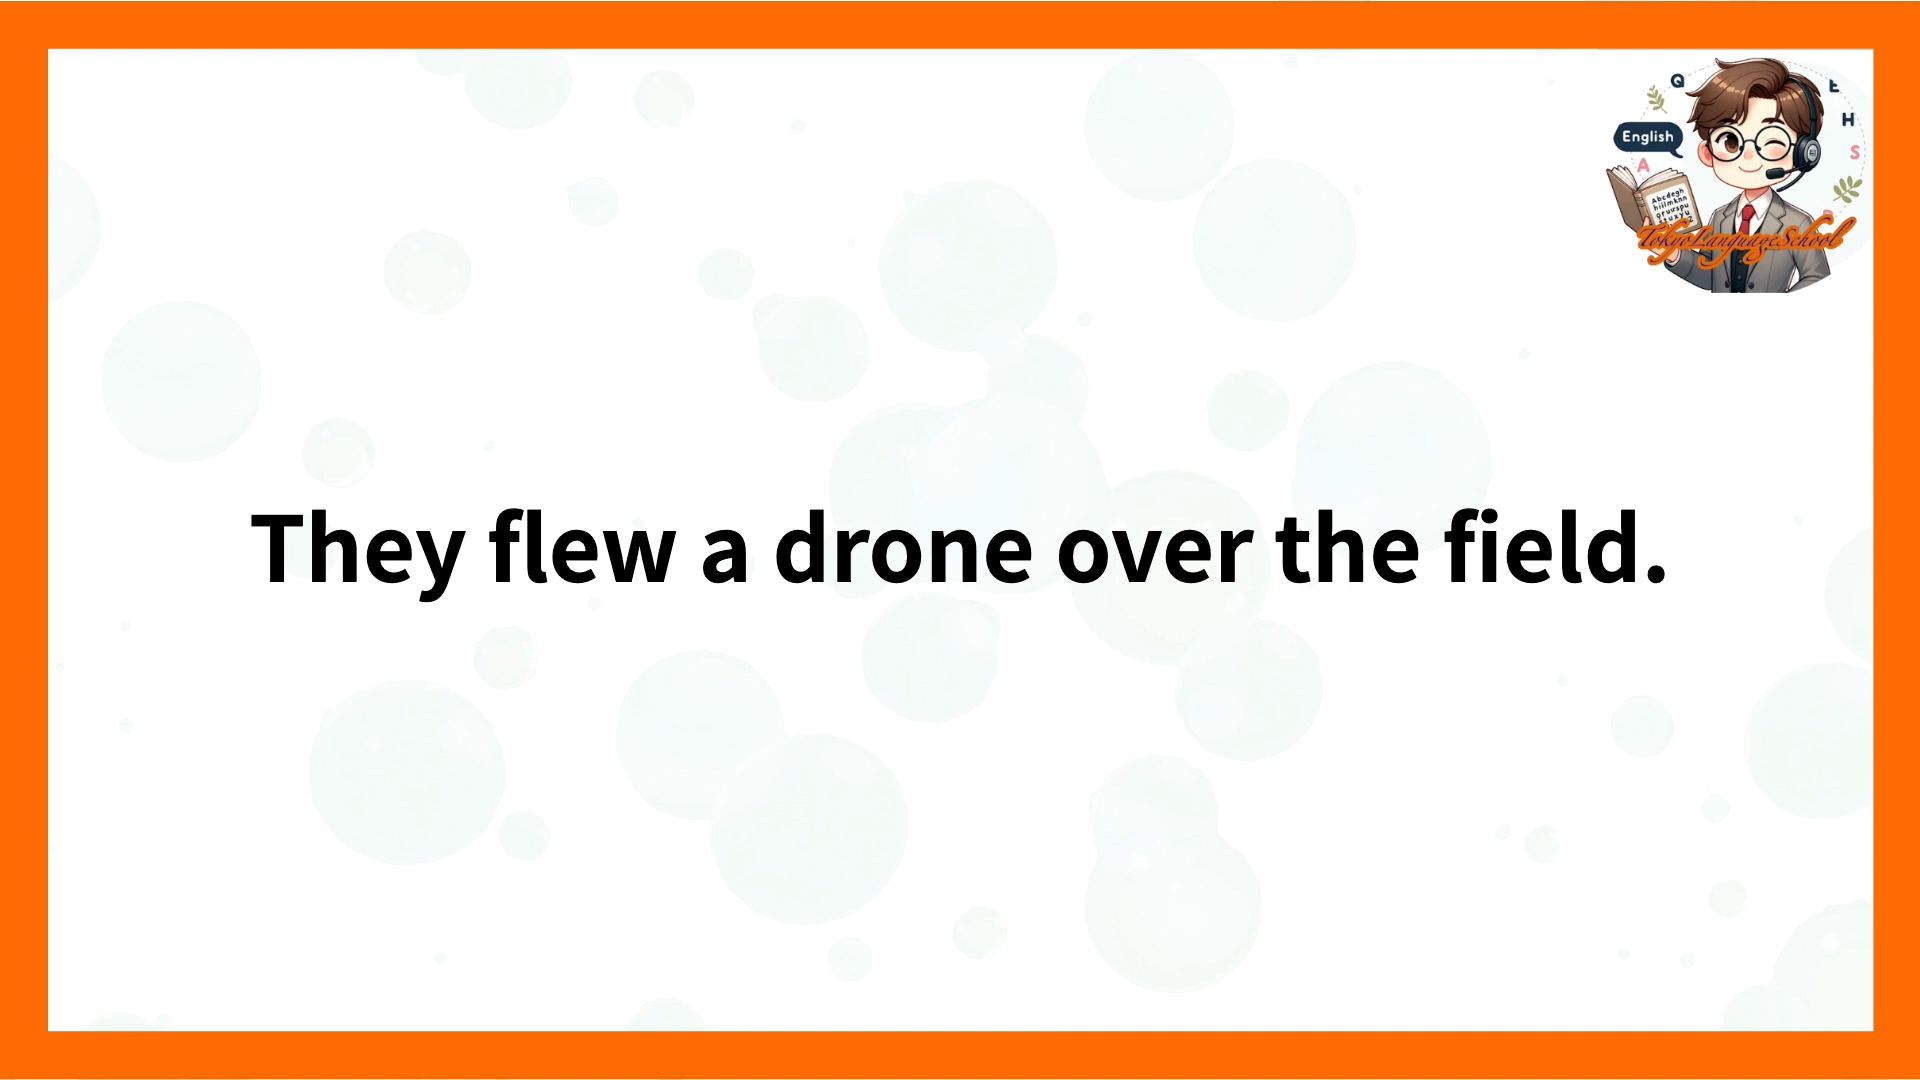 They flew a drone over the field.
English
Q
E
H
S
A
TokyoLanguageSchool